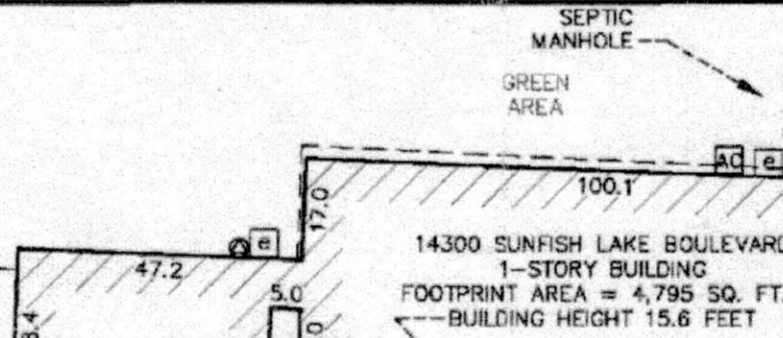 SEPTIC
MANHOLE
GREEN
AREA
AC e
100.1
17.0
e
47.2
14300 SUNFISH LAKE BOULEVARD
1-STORY BUILDING
FOOTPRINT AREA = 4,795 SQ. FT.
5.0
BUILDING HEIGHT 15.6 FEET